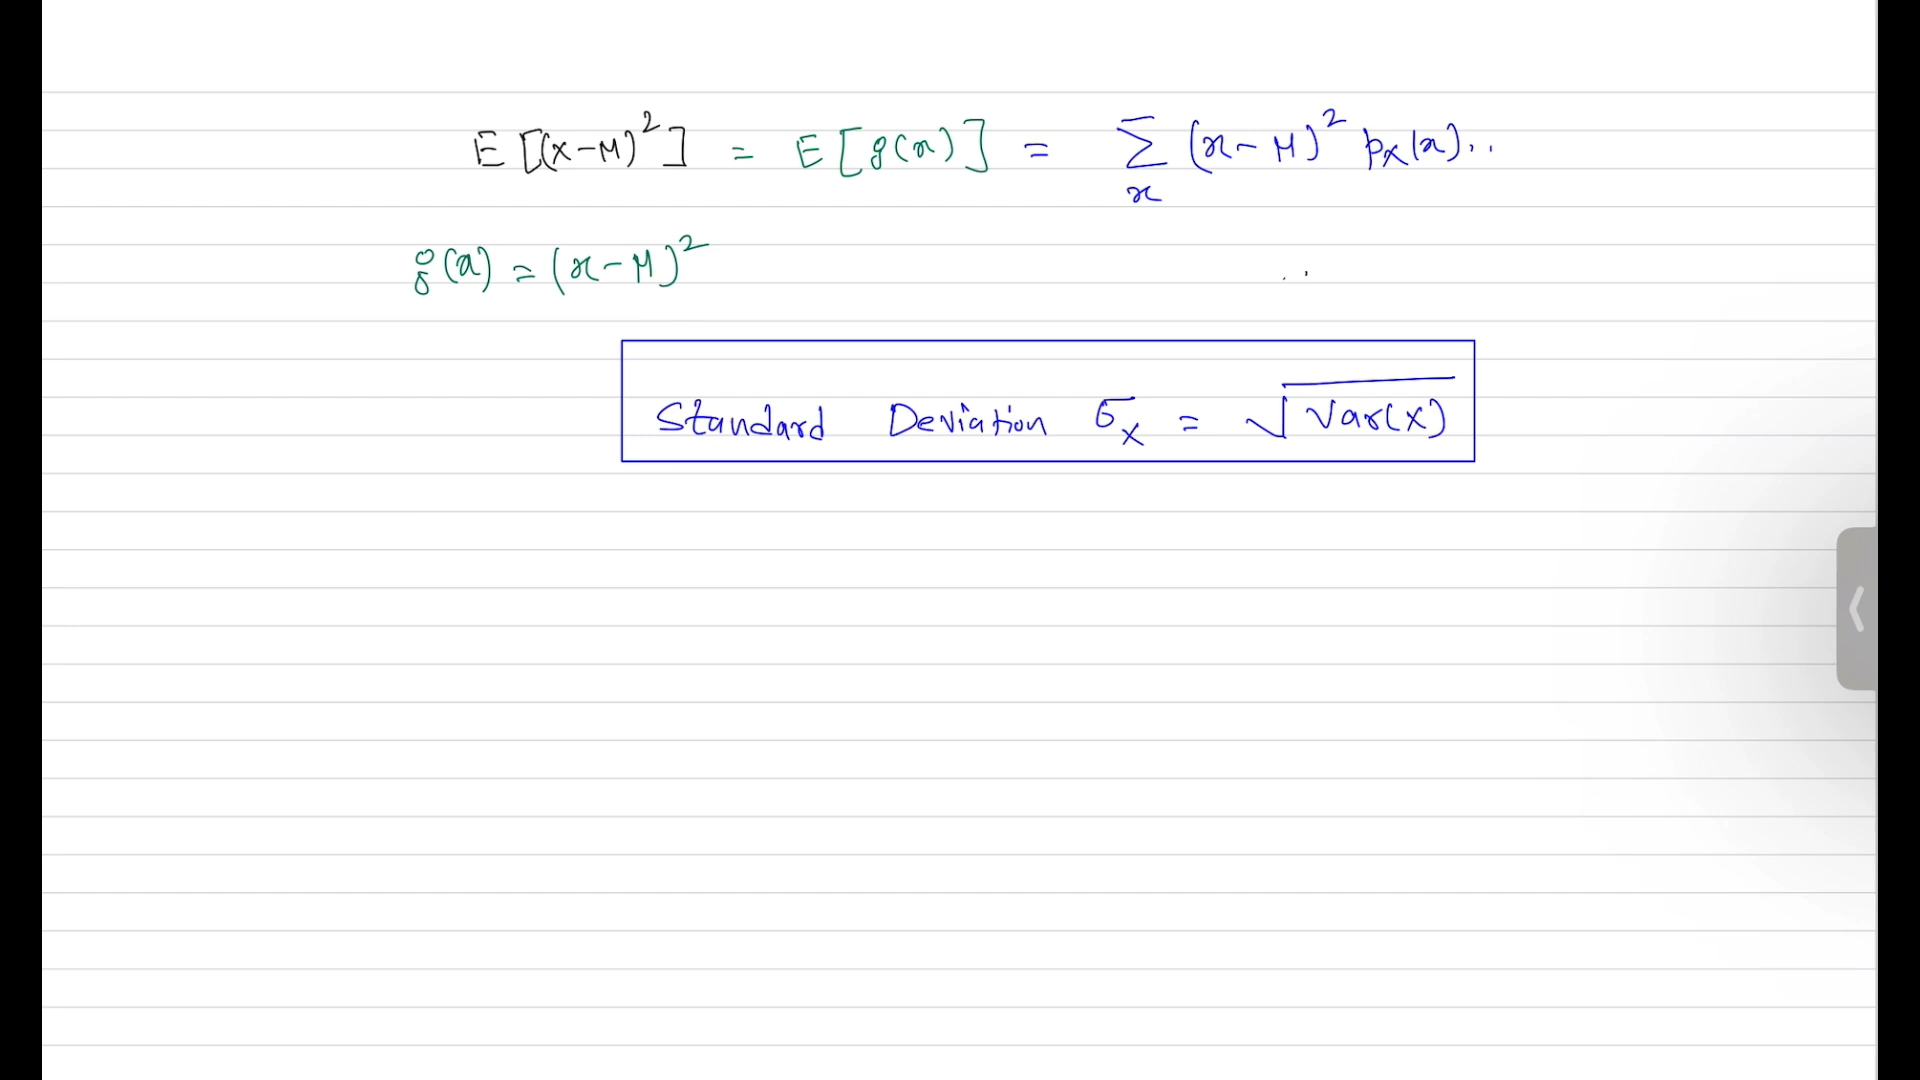 E[(X-μ)²] = E[g(x)] = Σₓ (x-μ)² pₓ(x)..
g(x) = (x-μ)²
Standard Deviation σₓ = √Var(X)